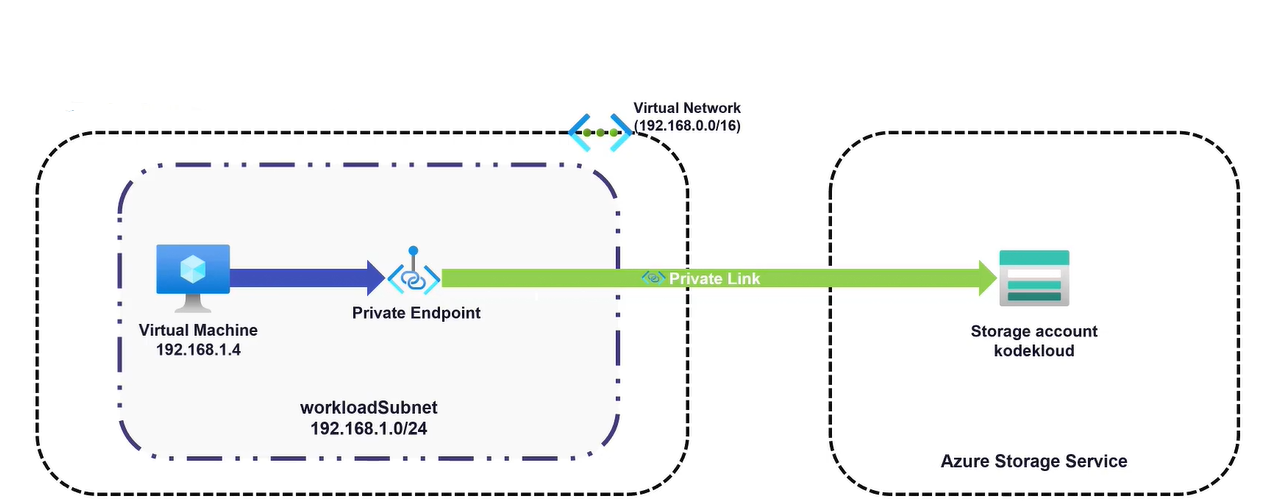 Virtual Network
(192.168.0.0/16)
Private Link
Private Endpoint
Virtual Machine
192.168.1.4
Storage account
kodekloud
workloadSubnet
192.168.1.0/24
Azure Storage Service